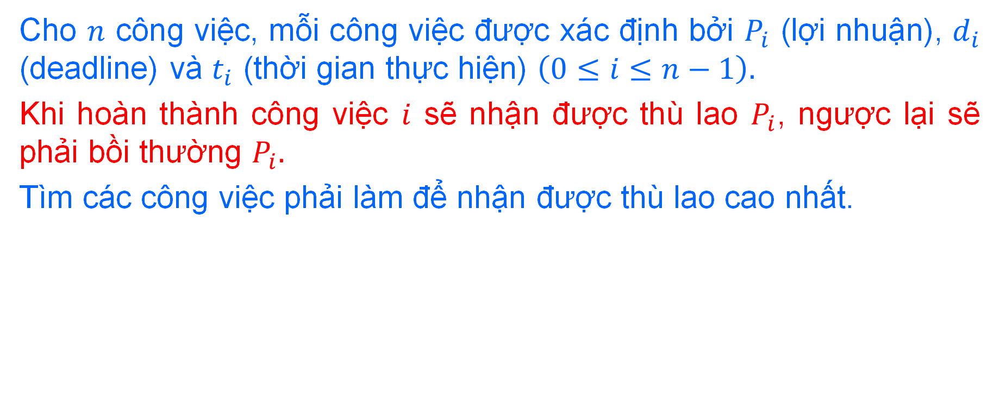 Cho n công việc, mỗi công việc được xác định bởi P_i (lợi nhuận), d_i
(deadline) và t_i (thời gian thực hiện) (0 ≤ i ≤ n − 1).
Khi hoàn thành công việc i sẽ nhận được thù lao P_i, ngược lại sẽ
phải bồi thường P_i.
Tìm các công việc phải làm để nhận được thù lao cao nhất.